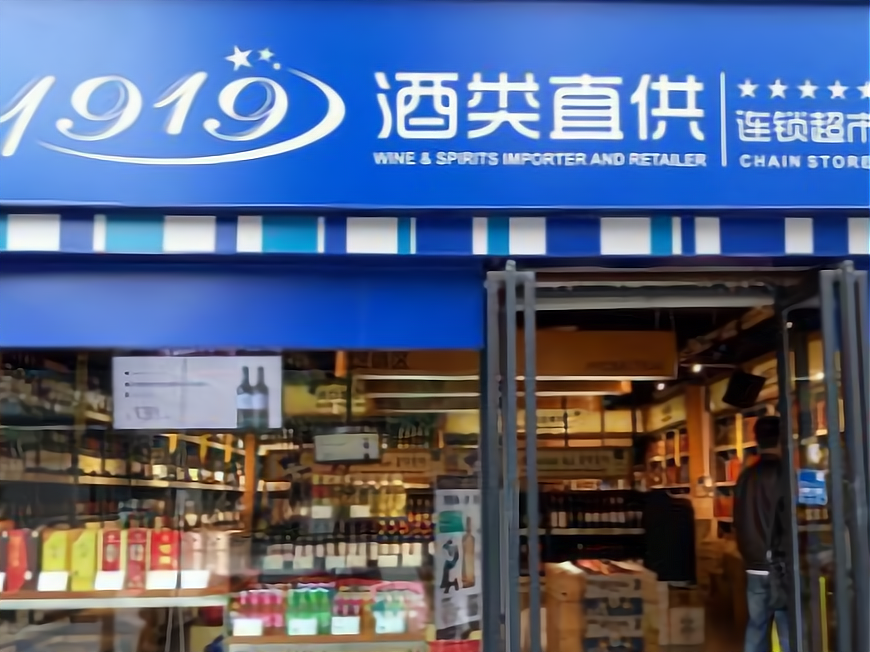 1919
酒类直供
WINE & SPIRITS IMPORTER AND RETAILER
连锁超市
CHAIN STORE